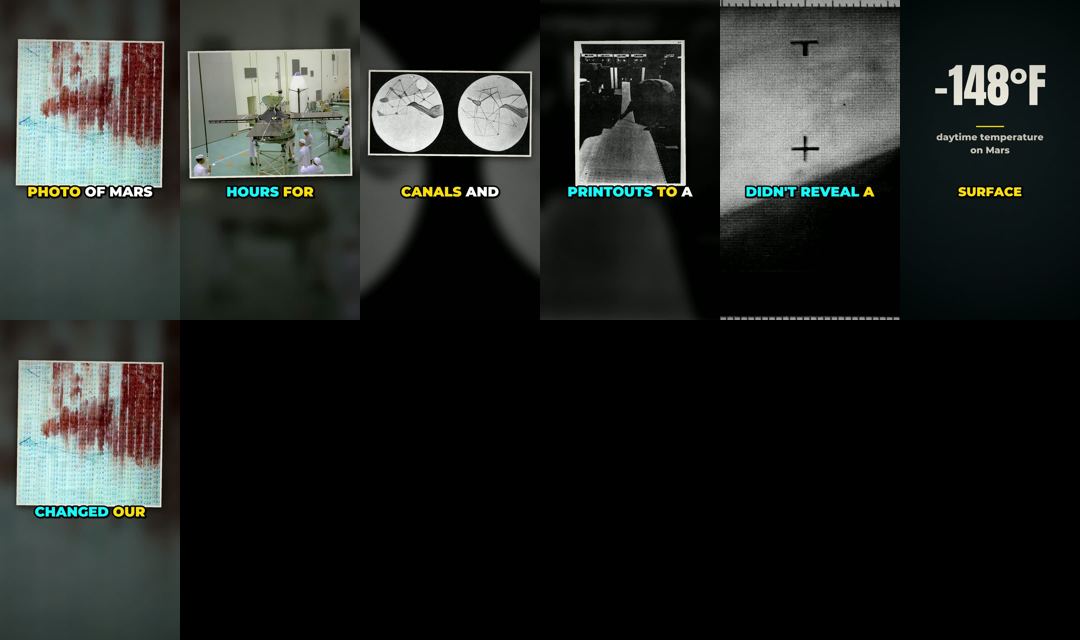 PHOTO OF MARS
HOURS FOR
CANALS AND
PRINTOUTS TO A
DIDN'T REVEAL A
-148°F
daytime temperature
on Mars
SURFACE
CHANGED OUR